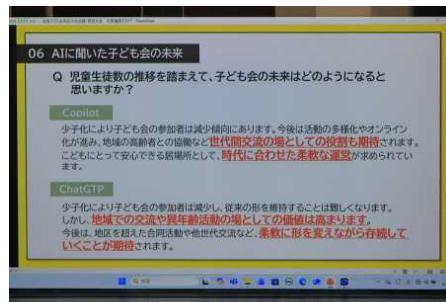 06 AIに聞いた子ども会の未来
Q 児童生徒数の推移を踏まえて、子ども会の未来はどのようになると
思いますか？
Copilot
少子化により子ども会の参加者は減少傾向にあります。今後は活動の多様化やオンライン
化が進み、地域の高齢者との協働など世代間交流の場としての役割も期待されます。
こどもにとって安心できる居場所として、時代に合わせた柔軟な運営が求められてい
ます。
ChatGTP
少子化により子ども会の参加者は減少し、従来の形を維持することは難しくなります。
しかし、地域での交流や異年齢活動の場としての価値は高まります。
今後は、地区を超えた合同活動や他世代交流など、柔軟に形を変えながら存続して
いくことが期待されます。